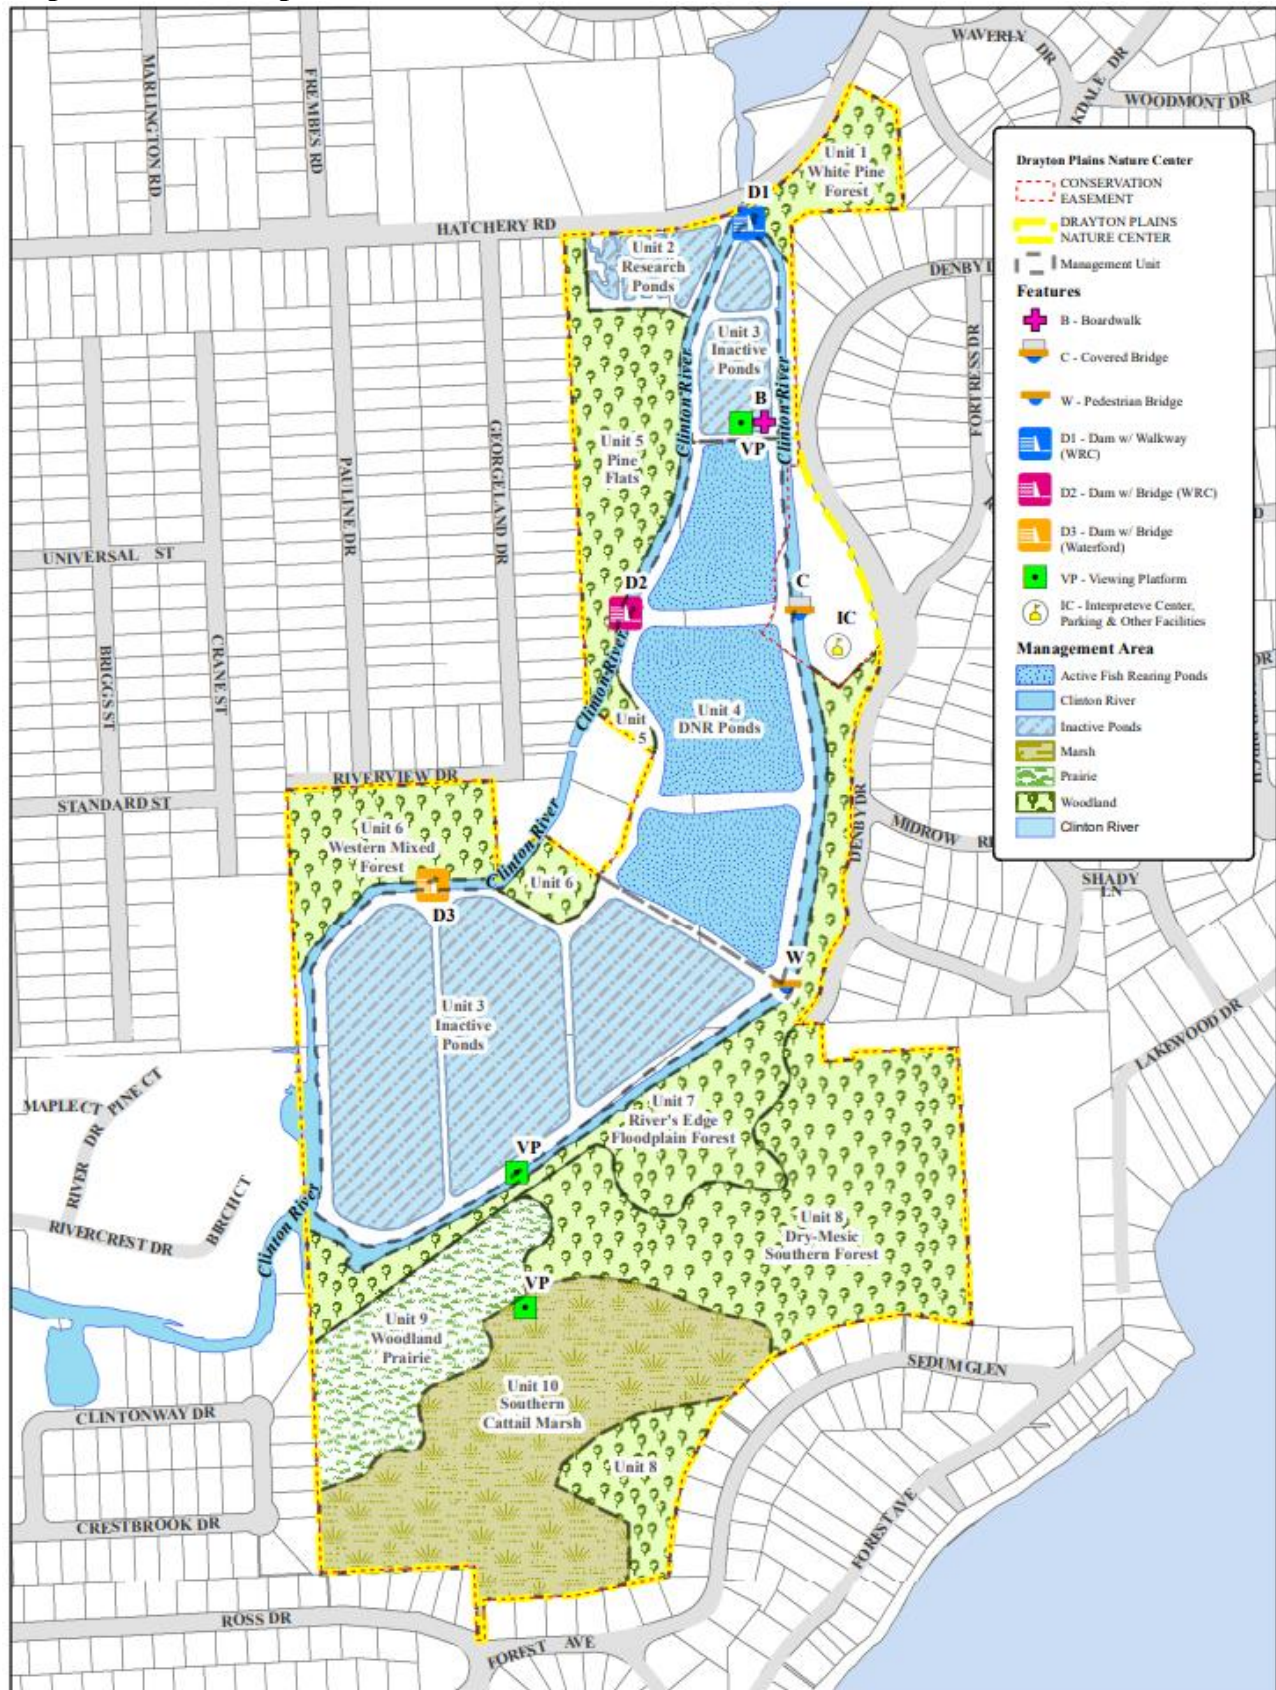 WAVERLY DR
KDALE DR
WOODMONT DR
MARLINGTON RD
FREMBES RD
HATCHERY RD
D1
Unit 1
White Pine
Forest
Unit 2
Research
Ponds
DENBY D
FORTRESS DR
Unit 3
Inactive
Ponds
B
VP
Clinton River
Clinton River
Unit 5
Pine
Flats
GEORGELAND DR
PAULINE DR
UNIVERSAL ST
BRIGGS ST
CRANE ST
D2
C
IC
Clinton River
Unit 4
DNR Ponds
Unit
5
RIVERVIEW DR
STANDARD ST
DENBY DR
MIDROW R
SHADY
LN
Unit 6
Western Mixed
Forest
Clinton River
Unit 6
D3
W
LAKEWOOD DR
Unit 3
Inactive
Ponds
MAPLE CT
PINE CT
RIVER DR
BIRCH CT
RIVERCREST DR
Clinton River
Unit 7
River's Edge
Floodplain Forest
VP
Unit 8
Dry-Mesic
Southern Forest
VP
Unit 9
Woodland
Prairie
Unit 10
Southern
Cattail Marsh
Unit 8
SEDUM GLEN
FOREST AVE
CLINTONWAY DR
CRESTBROOK DR
ROSS DR
FOREST AVE
Drayton Plains Nature Center
CONSERVATION
EASEMENT
DRAYTON PLAINS
NATURE CENTER
Management Unit
Features
B - Boardwalk
C - Covered Bridge
W - Pedestrian Bridge
D1 - Dam w/ Walkway
(WRC)
D2 - Dam w/ Bridge (WRC)
D3 - Dam w/ Bridge
(Waterford)
VP - Viewing Platform
IC - Interpreteve Center,
Parking & Other Facilities
Management Area
Active Fish Rearing Ponds
Clinton River
Inactive Ponds
Marsh
Prairie
Woodland
Clinton River